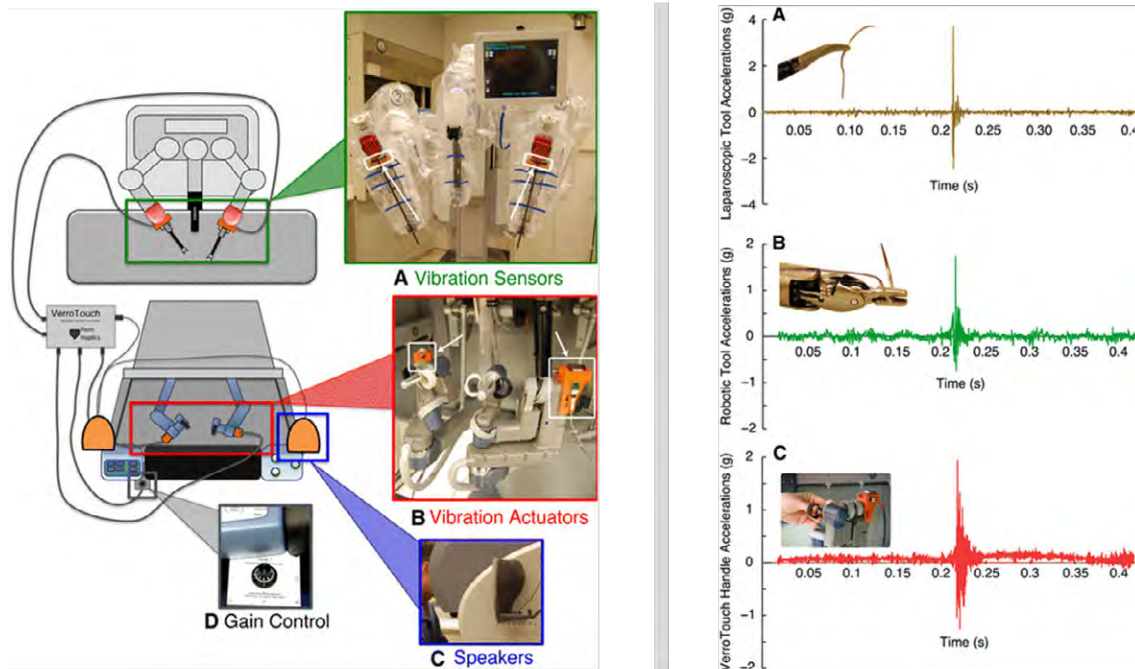 A Vibration Sensors
VerroTouch
Penn
Haptics
B Vibration Actuators
D Gain Control
C Speakers
A
Laparoscopic Tool Accelerations (g)
4
2
0
−2
−4
0.05 0.10 0.15 0.2 0.25 0.30 0.35 0.4
Time (s)
B
Robotic Tool Accelerations (g)
2
1
0
−1
−2
0.05 0.1 0.15 0.2 0.25 0.3 0.35 0.4
Time (s)
C
VerroTouch Handle Accelerations (g)
2
1
0
−1
−2
0.05 0.1 0.15 0.2 0.25 0.3 0.35 0.4
Time (s)